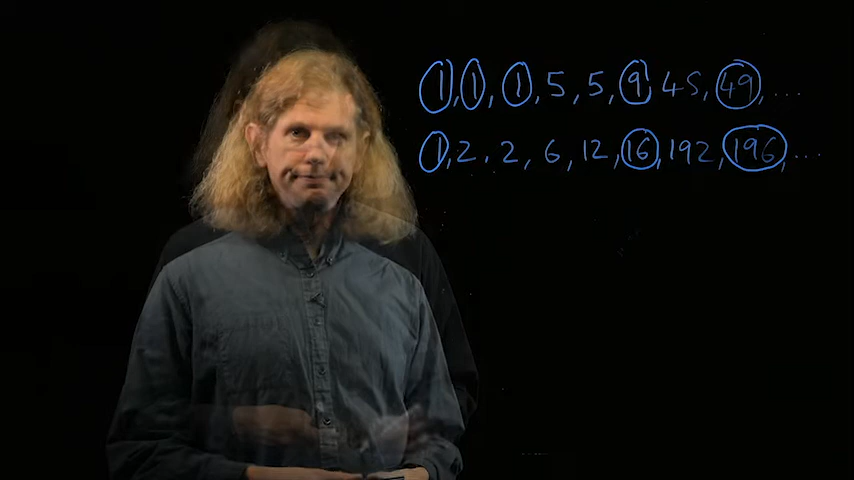 1, 1, 1, 5, 5, 9, 45, 49, ...
1, 2, 2, 6, 12, 16, 192, 196, ...